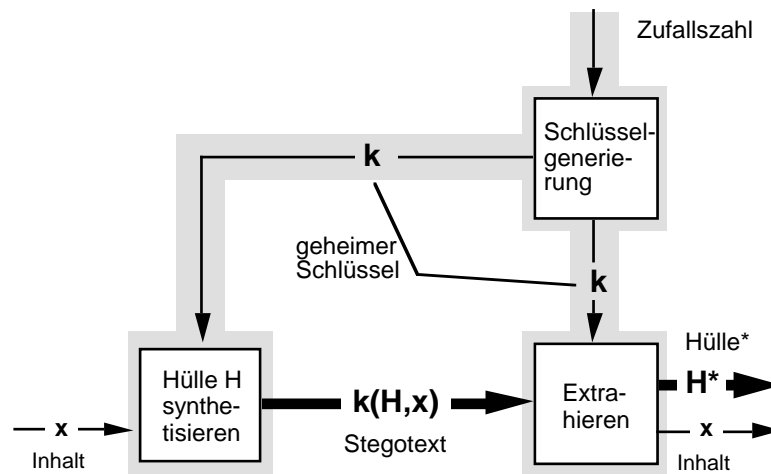 Zufallszahl
Schlüssel-
generie-
rung
k
geheimer
Schlüssel
k
Hülle*
Hülle H
synthe-
tisieren
k(H,x)
Extra-
hieren
H*
x
Stegotext
x
Inhalt
Inhalt